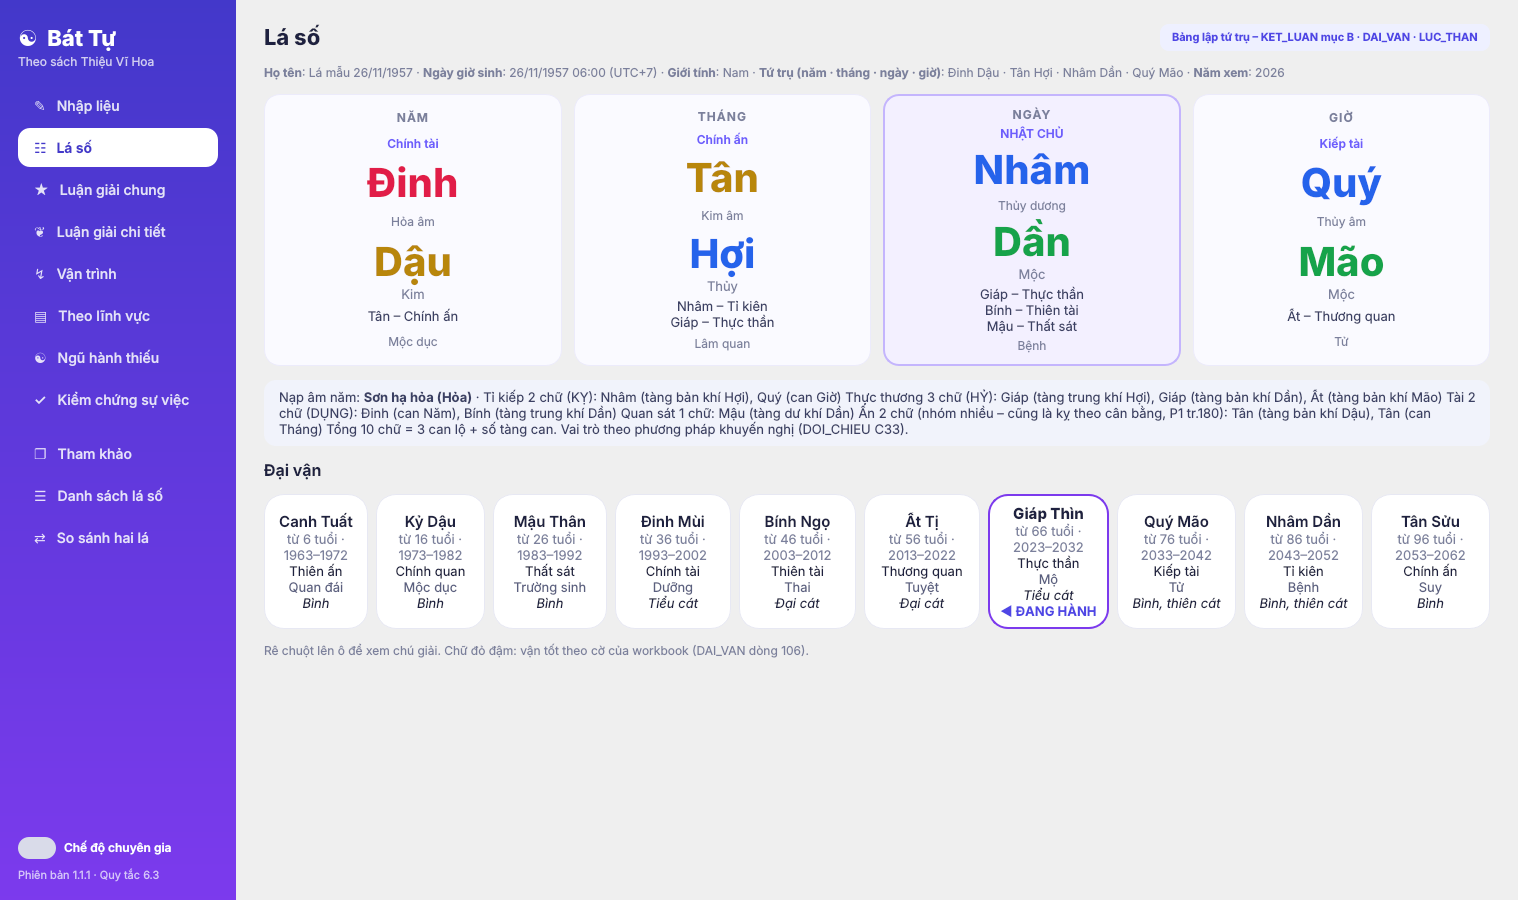 ☯ Bát Tự
Theo sách Thiệu Vĩ Hoa
✎ Nhập liệu
☷ Lá số
★ Luận giải chung
❦ Luận giải chi tiết
↯ Vận trình
▤ Theo lĩnh vực
☯ Ngũ hành thiếu
✓ Kiểm chứng sự việc
❐ Tham khảo
☰ Danh sách lá số
⇄ So sánh hai lá
Chế độ chuyên gia
Phiên bản 1.1.1 · Quy tắc 6.3
Lá số
Bảng lập tứ trụ – KET_LUAN mục B · DAI_VAN · LUC_THAN
Họ tên: Lá mẫu 26/11/1957 · Ngày giờ sinh: 26/11/1957 06:00 (UTC+7) · Giới tính: Nam · Tứ trụ (năm · tháng · ngày · giờ): Đinh Dậu · Tân Hợi · Nhâm Dần · Quý Mão · Năm xem: 2026
NĂM
Chính tài
Đinh
Hỏa âm
Dậu
Kim
Tân – Chính ấn
Mộc dục
THÁNG
Chính ấn
Tân
Kim âm
Hợi
Thủy
Nhâm – Tỉ kiên
Giáp – Thực thần
Lâm quan
NGÀY
NHẬT CHỦ
Nhâm
Thủy dương
Dần
Mộc
Giáp – Thực thần
Bính – Thiên tài
Mậu – Thất sát
Bệnh
GIỜ
Kiếp tài
Quý
Thủy âm
Mão
Mộc
Ất – Thương quan
Tử
Nạp âm năm: Sơn hạ hỏa (Hỏa) · Tỉ kiếp 2 chữ (KỴ): Nhâm (tàng bản khí Hợi), Quý (can Giờ) Thực thương 3 chữ (HỶ): Giáp (tàng trung khí Hợi), Giáp (tàng bản khí Dần), Ất (tàng bản khí Mão) Tài 2
chữ (DỤNG): Đinh (can Năm), Bính (tàng trung khí Dần) Quan sát 1 chữ: Mậu (tàng dư khí Dần) Ấn 2 chữ (nhóm nhiều – cũng là kỵ theo cân bằng, P1 tr.180): Tân (tàng bản khí Dậu), Tân (can
Tháng) Tổng 10 chữ = 3 can lộ + số tàng can. Vai trò theo phương pháp khuyến nghị (DOI_CHIEU C33).
Đại vận
Canh Tuất
từ 6 tuổi ·
1963–1972
Thiên ấn
Quan đái
Bình
Kỷ Dậu
từ 16 tuổi ·
1973–1982
Chính quan
Mộc dục
Bình
Mậu Thân
từ 26 tuổi ·
1983–1992
Thất sát
Trường sinh
Bình
Đinh Mùi
từ 36 tuổi ·
1993–2002
Chính tài
Dưỡng
Tiểu cát
Bính Ngọ
từ 46 tuổi ·
2003–2012
Thiên tài
Thai
Đại cát
Ất Tị
từ 56 tuổi ·
2013–2022
Thương quan
Tuyệt
Đại cát
Giáp Thìn
từ 66 tuổi ·
2023–2032
Thực thần
Mộ
Tiểu cát
◀ ĐANG HÀNH
Quý Mão
từ 76 tuổi ·
2033–2042
Kiếp tài
Tử
Bình, thiên cát
Nhâm Dần
từ 86 tuổi ·
2043–2052
Tỉ kiên
Bệnh
Bình, thiên cát
Tân Sửu
từ 96 tuổi ·
2053–2062
Chính ấn
Suy
Bình
Rê chuột lên ô để xem chú giải. Chữ đỏ đậm: vận tốt theo cờ của workbook (DAI_VAN dòng 106).